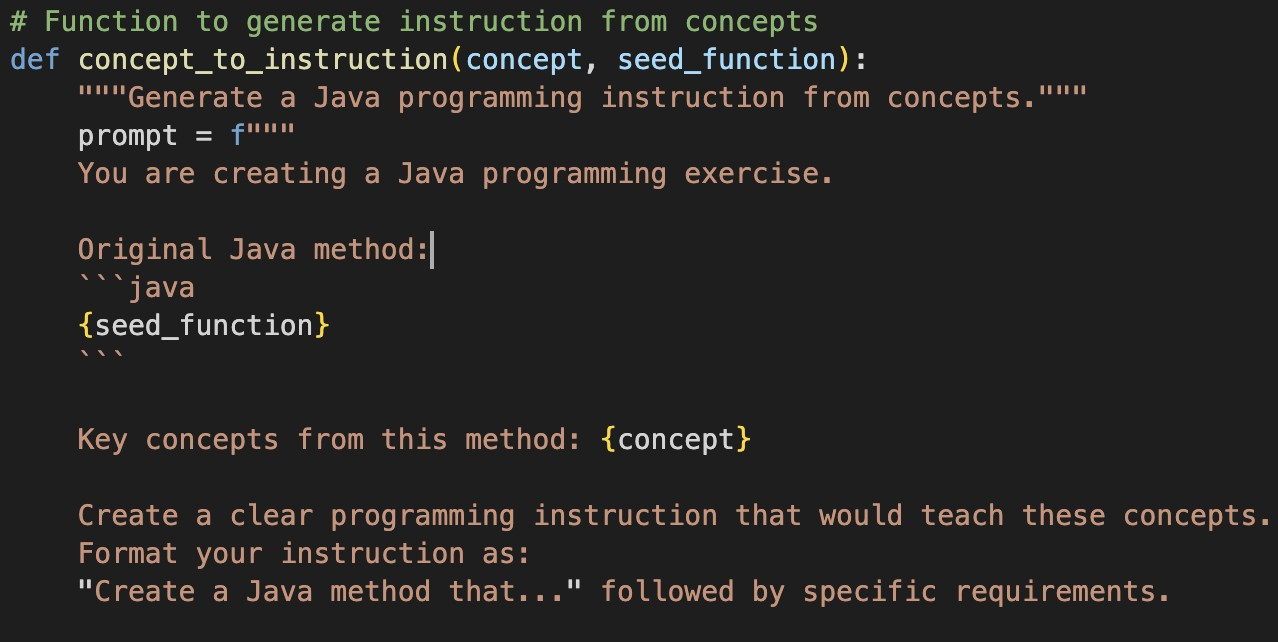 # Function to generate instruction from concepts
def concept_to_instruction(concept, seed_function):
    """Generate a Java programming instruction from concepts."""
    prompt = f"""
    You are creating a Java programming exercise.

    Original Java method:
    ```java
    {seed_function}
    ```

    Key concepts from this method: {concept}

    Create a clear programming instruction that would teach these concepts.
    Format your instruction as:
    "Create a Java method that..." followed by specific requirements.